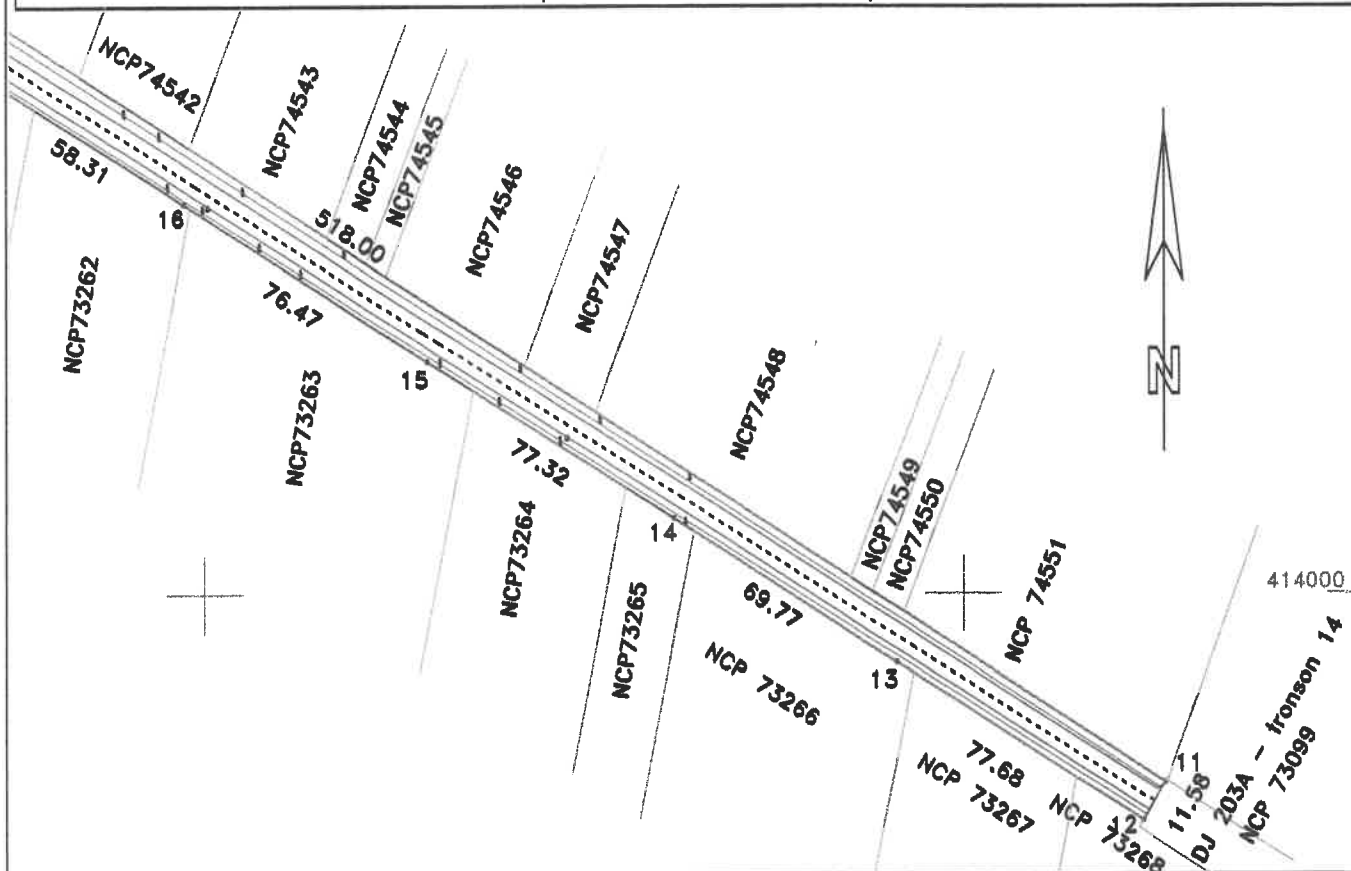 NCP74542
NCP74543
NCP74544
NCP74545
NCP74546
NCP74547
NCP74548
NCP74549
NCP74550
NCP 74551
58.31
16
518.00
76.47
15
77.32
14
69.77
13
77.68
12
11
11.58
NCP73262
NCP73263
NCP73264
NCP73265
NCP 73266
NCP 73267
NCP 73268
DJ 203A - tronson 14
NCP 73099
414000
N